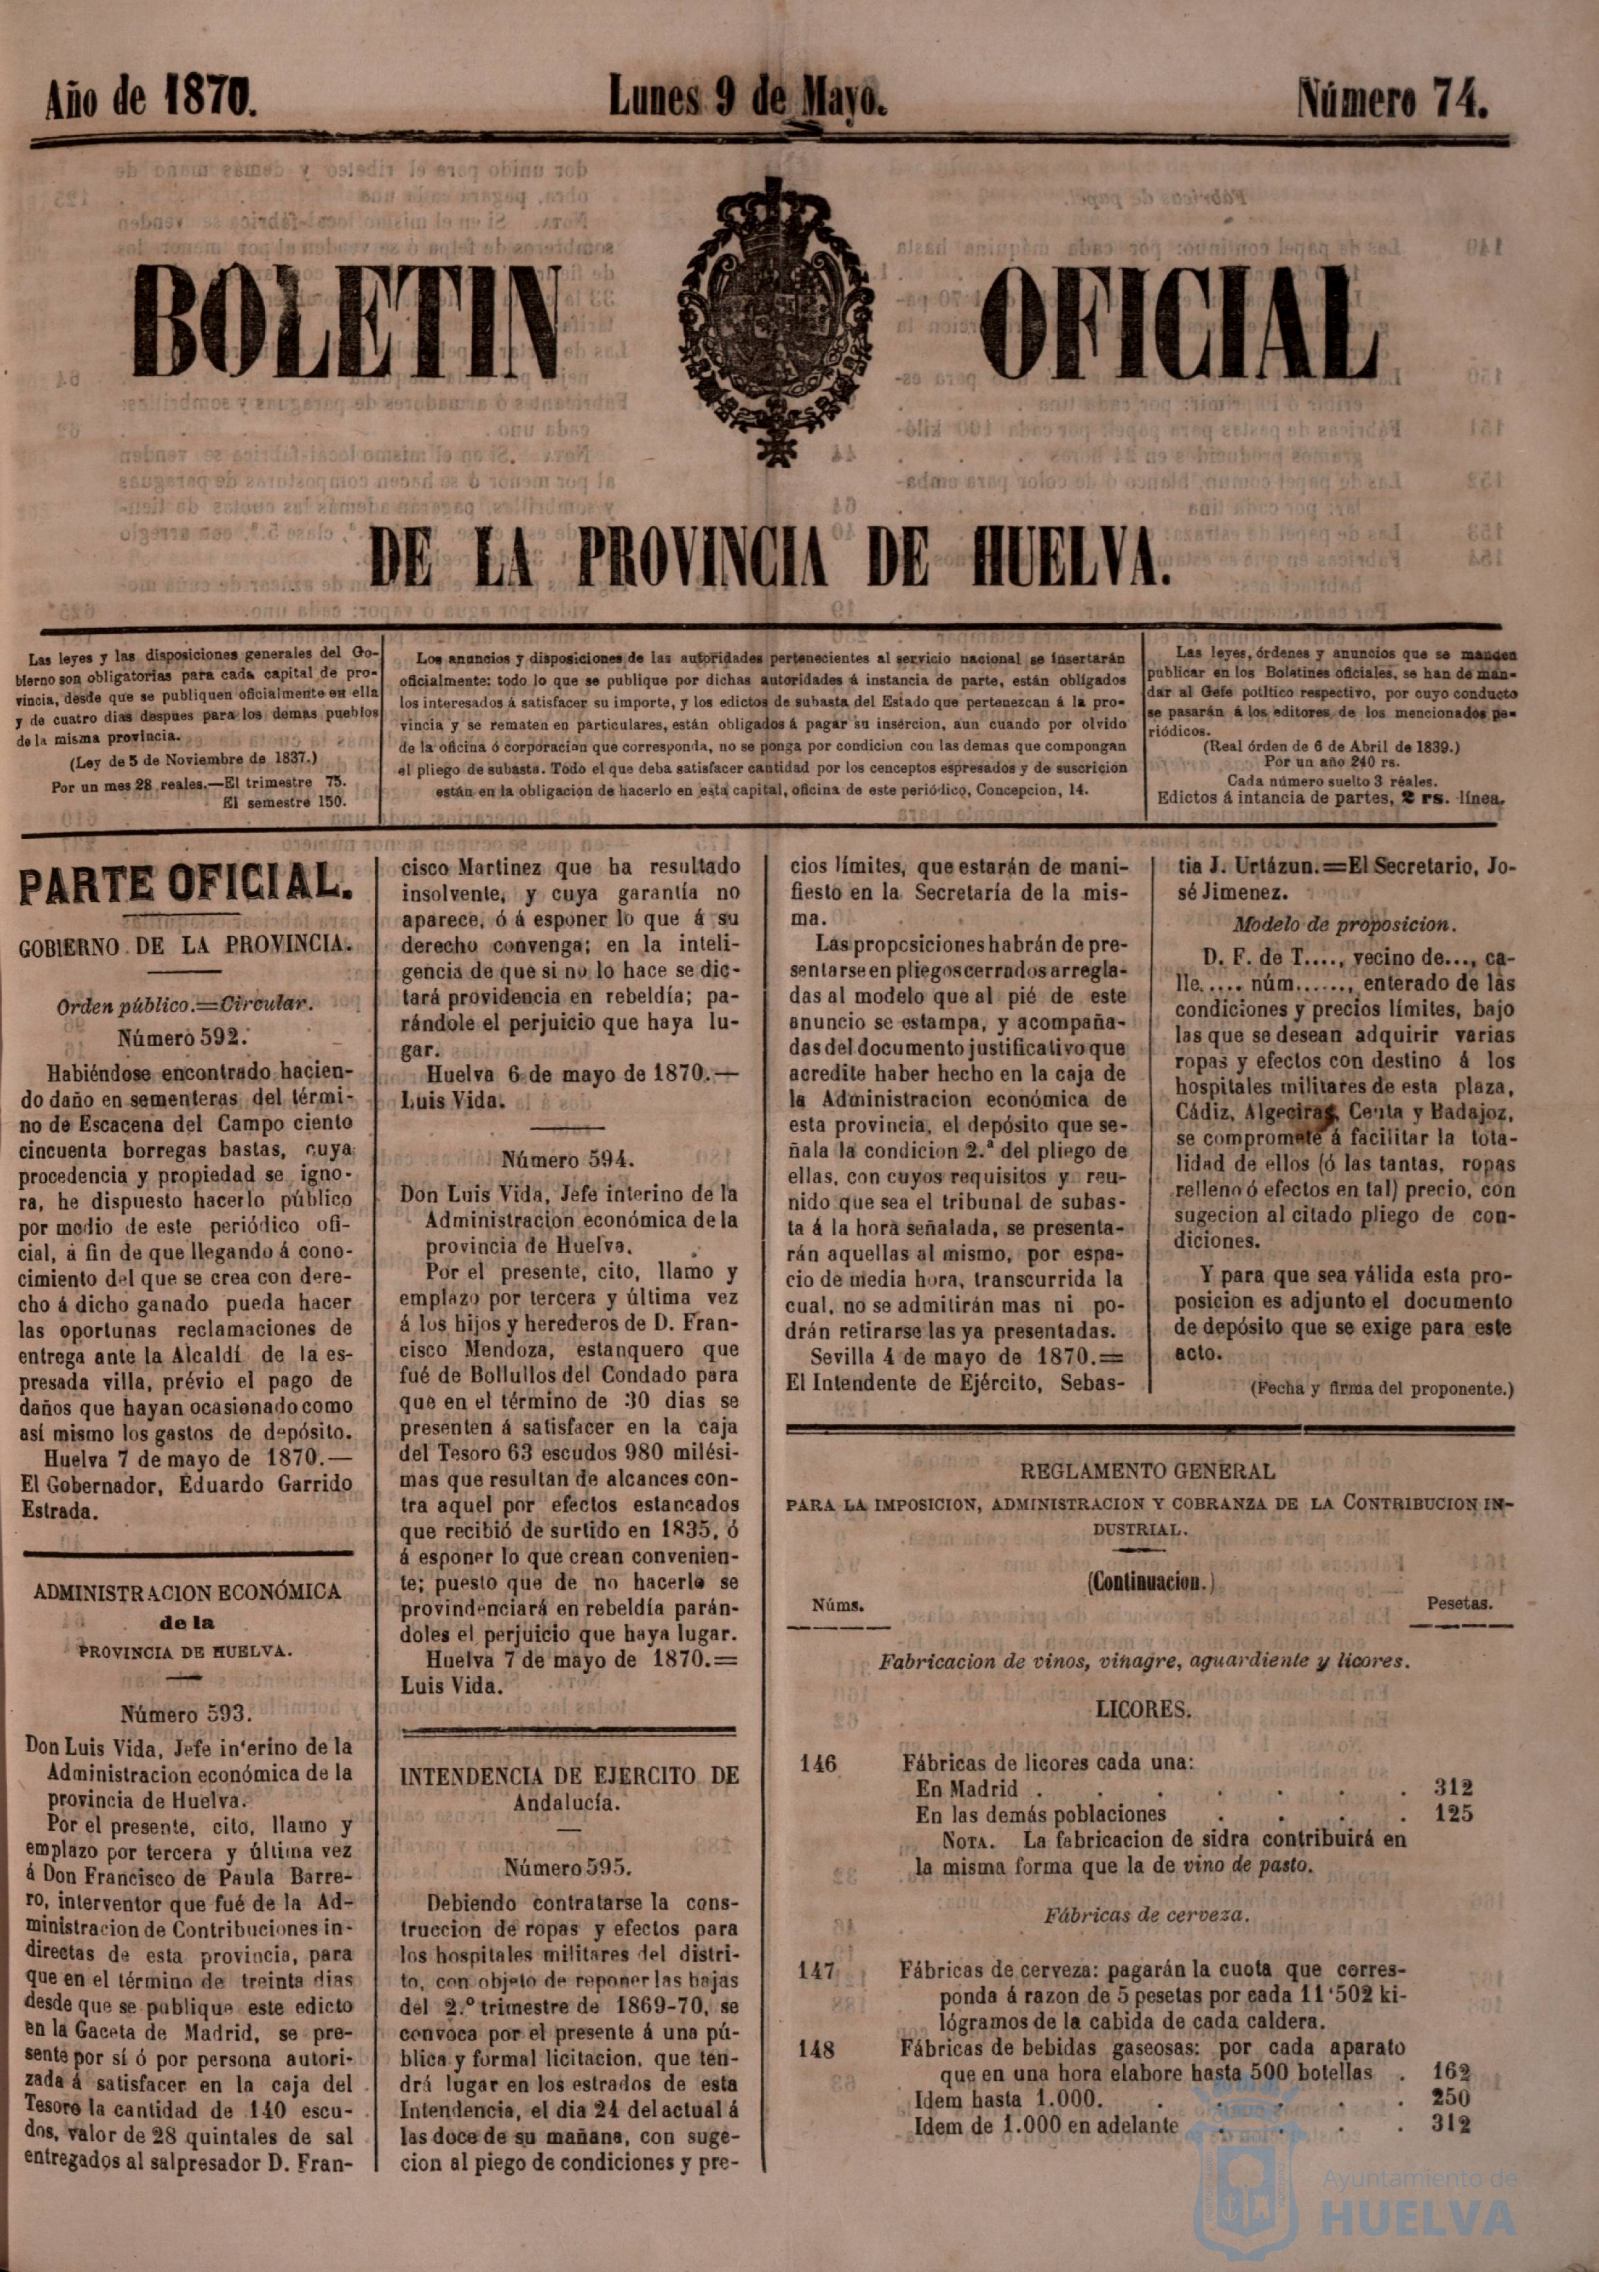 Año de 1870.
Lunes 9 de Mayo.
Número 74.
BOLETIN OFICIAL
DE LA PROVINCIA DE HUELVA.
Las leyes y las disposiciones generales del Go-
bierno son obligatorias para cada capital de pro-
vincia, desde que se publiquen oficialmente en ella
y de cuatro dias despues para los demas pueblos
de la misma provincia.
(Ley de 5 de Noviembre de 1837.)
Por un mes 28 reales.—El trimestre 75.
El semestre 150.
Los anuncios y disposiciones de las autoridades pertenecientes al servicio nacional se insertarán
oficialmente: todo lo que se publique por dichas autoridades á instancia de parte, están obligados
los interesados á satisfacer su importe, y los edictos de subasta del Estado que pertenezcan á la pro-
vincia y se rematen en particulares, están obligados á pagar su insercion, aun cuando por olvido
de la oficina ó corporacion que corresponda, no se ponga por condicion con las demas que compongan
el pliego de subasta. Todo el que deba satisfacer cantidad por los cenceptos espresados y de suscricion
están en la obligacion de hacerlo en esta capital, oficina de este periódico, Concepcion, 14.
Las leyes, órdenes y anuncios que se manden
publicar en los Boletines oficiales, se han de man-
dar al Gefe politico respectivo, por cuyo conducto
se pasarán á los editores de los mencionados pe-
riódicos.
(Real órden de 6 de Abril de 1839.)
Por un año 240 rs.
Cada número suelto 3 reales.
Edictos á intancia de partes, 2 rs. línea.
PARTE OFICIAL.
GOBIERNO DE LA PROVINCIA.
Orden público.=Circular.
Número 592.
Habiéndose encontrado hacien-
do daño en sementeras del térmi-
no de Escacena del Campo ciento
cincuenta borregas bastas, cuya
procedencia y propiedad se igno-
ra, he dispuesto hacerlo público
por medio de este periódico ofi-
cial, á fin de que llegando á cono-
cimiento del que se crea con dere-
cho á dicho ganado pueda hacer
las oportunas reclamaciones de
entrega ante la Alcaldí de la es-
presada villa, prévio el pago de
daños que hayan ocasionado como
así mismo los gastos de depósito.
Huelva 7 de mayo de 1870.—
El Gobernador, Eduardo Garrido
Estrada.
ADMINISTRACION ECONÓMICA
de la
PROVINCIA DE HUELVA.
Número 593.
Don Luis Vida, Jefe interino de la
Administracion económica de la
provincia de Huelva.
Por el presente, cito, llamo y
emplazo por tercera y última vez
á Don Francisco de Paula Barre-
ro, interventor que fué de la Ad-
ministracion de Contribuciones in-
directas de esta provincia, para
que en el término de treinta dias
desde que se publique este edicto
en la Gaceta de Madrid, se pre-
sente por sí ó por persona autori-
zada á satisfacer en la caja del
Tesoro la cantidad de 140 escu-
dos, valor de 28 quintales de sal
entregados al salpresador D. Fran-
cisco Martinez que ha resultado
insolvente, y cuya garantía no
aparece, ó á esponer lo que á su
derecho convenga; en la inteli-
gencia de que si no lo hace se dic-
tará providencia en rebeldía; pa-
rándole el perjuicio que haya lu-
gar.
Huelva 6 de mayo de 1870.—
Luis Vida.
Número 594.
Don Luis Vida, Jefe interino de la
Administracion económica de la
provincia de Huelva.
Por el presente, cito, llamo y
emplazo por tercera y última vez
á los hijos y herederos de D. Fran-
cisco Mendoza, estanquero que
fué de Bollullos del Condado para
que en el término de 30 dias se
presenten á satisfacer en la caja
del Tesoro 63 escudos 980 milési-
mas que resultan de alcances con-
tra aquel por efectos estancados
que recibió de surtido en 1835, ó
á esponer lo que crean convenien-
te; puesto que de no hacerlo se
provindenciará en rebeldía parán-
doles el perjuicio que haya lugar.
Huelva 7 de mayo de 1870.=
Luis Vida.
INTENDENCIA DE EJERCITO DE
Andalucía.
Número 595.
Debiendo contratarse la cons-
truccion de ropas y efectos para
los hospitales militares del distri-
to, con objeto de reponer las bajas
del 2.º trimestre de 1869-70, se
convoca por el presente á una pú-
blica y formal licitacion, que ten-
drá lugar en los estrados de esta
Intendencia, el dia 24 del actual á
las doce de su mañana, con suge-
cion al piego de condiciones y pre-
cios límites, que estarán de mani-
fiesto en la Secretaría de la mis-
ma.
Las proposiciones habrán de pre-
sentarse en pliegos cerrados arregla-
das al modelo que al pié de este
anuncio se estampa, y acompaña-
das del documento justificativo que
acredite haber hecho en la caja de
la Administracion económica de
esta provincia, el depósito que se-
ñala la condicion 2.ª del pliego de
ellas, con cuyos requisitos y reu-
nido que sea el tribunal de subas-
ta á la hora señalada, se presenta-
rán aquellas al mismo, por espa-
cio de media hora, transcurrida la
cual, no se admitirán mas ni po-
drán retirarse las ya presentadas.
Sevilla 4 de mayo de 1870.=
El Intendente de Ejército, Sebas-
tia J. Urtázun.=El Secretario, Jo-
sé Jimenez.
Modelo de proposicion.
D. F. de T...., vecino de..., ca-
lle..... núm......, enterado de las
condiciones y precios límites, bajo
las que se desean adquirir varias
ropas y efectos con destino á los
hospitales militares de esta plaza,
Cádiz, Algeciras, Ceuta y Badajoz,
se compromete á facilitar la tota-
lidad de ellos (ó las tantas, ropas
relleno ó efectos en tal) precio, con
sugecion al citado pliego de con-
diciones.
Y para que sea válida esta pro-
posicion es adjunto el documento
de depósito que se exige para este
acto.
(Fecha y firma del proponente.)
REGLAMENTO GENERAL
PARA LA IMPOSICION, ADMINISTRACION Y COBRANZA DE LA CONTRIBUCION IN-
DUSTRIAL.
(Continuacion.)
Núms.
Pesetas.
Fabricacion de vinos, vinagre, aguardiente y licores.
LICORES.
146 Fábricas de licores cada una:
En Madrid . . . . . . 312
En las demás poblaciones . . . . 125
NOTA. La fabricacion de sidra contribuirá en
la misma forma que la de vino de pasto.
Fábricas de cerveza.
147 Fábricas de cerveza: pagarán la cuota que corres-
ponda á razon de 5 pesetas por cada 11'502 ki-
lógramos de la cabida de cada caldera.
148 Fábricas de bebidas gaseosas: por cada aparato
que en una hora elabore hasta 500 botellas . 162
Idem hasta 1.000. . . . . . 250
Idem de 1.000 en adelante . . . . 312
Ayuntamiento de
HUELVA